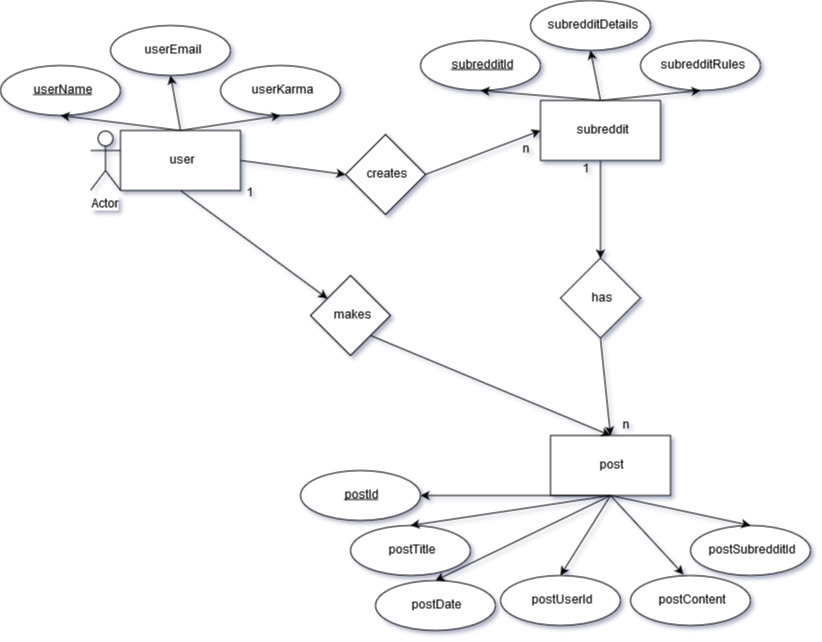 subredditDetails
userEmail
subredditId
subredditRules
userName
userKarma
subreddit
n
user
creates
1
1
Actor
has
makes
n
post
postId
postTitle
postSubredditId
postDate
postUserId
postContent